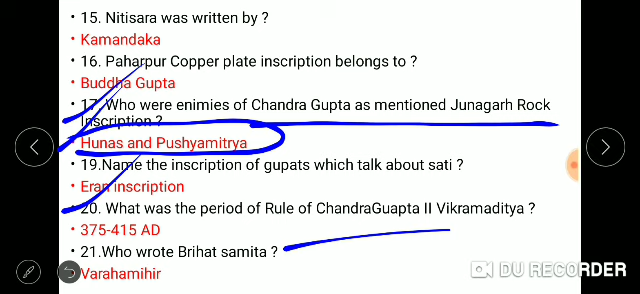 • 15. Nitisara was written by ?
• Kamandaka
• 16. Paharpur Copper plate inscription belongs to ?
• Buddha Gupta
• 17. Who were enimies of Chandra Gupta as mentioned Junagarh Rock
Inscription ?
• Hunas and Pushyamitrya
• 19.Name the inscription of gupats which talk about sati ?
• Eran inscription
• 20. What was the period of Rule of ChandraGuapta II Vikramaditya ?
• 375-415 AD
• 21.Who wrote Brihat samita ?
• Varahamihir
DU RECORDER